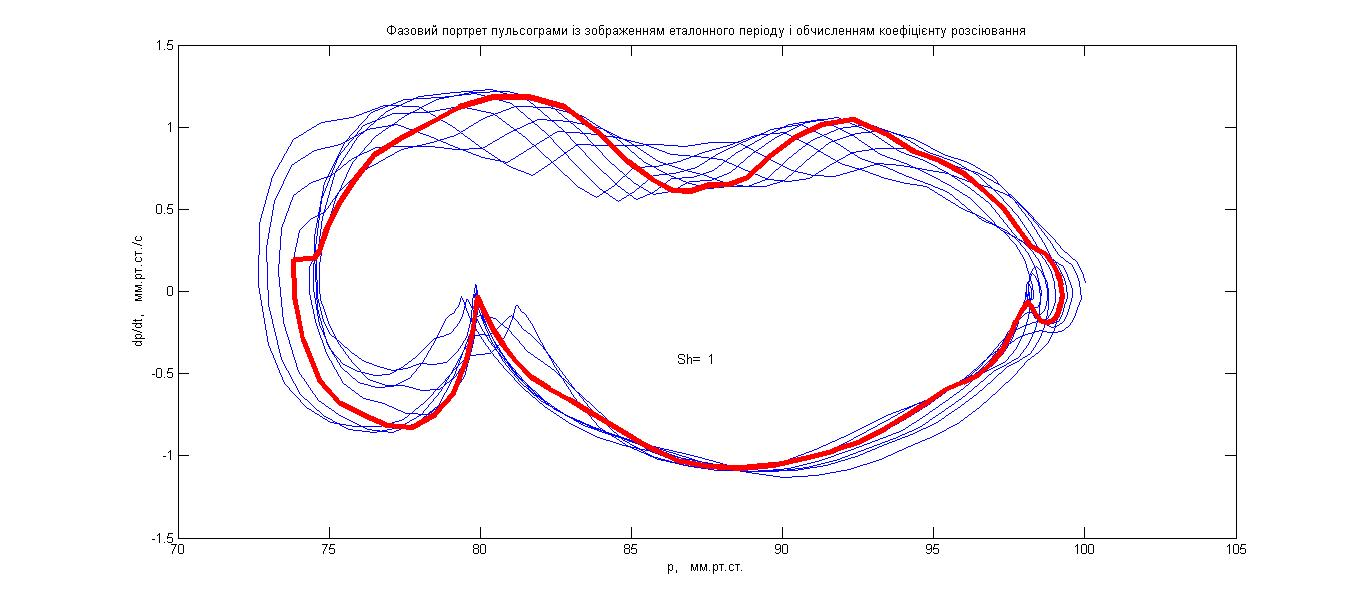 Фазовий портрет пульсограми із зображенням еталонного періоду і обчисленням коефіцієнту розсіювання
1.5
1
0.5
0
-0.5
-1
-1.5
dp/dt, мм.рт.ст./с
Sh= 1
70 75 80 85 90 95 100 105
p, мм.рт.ст.